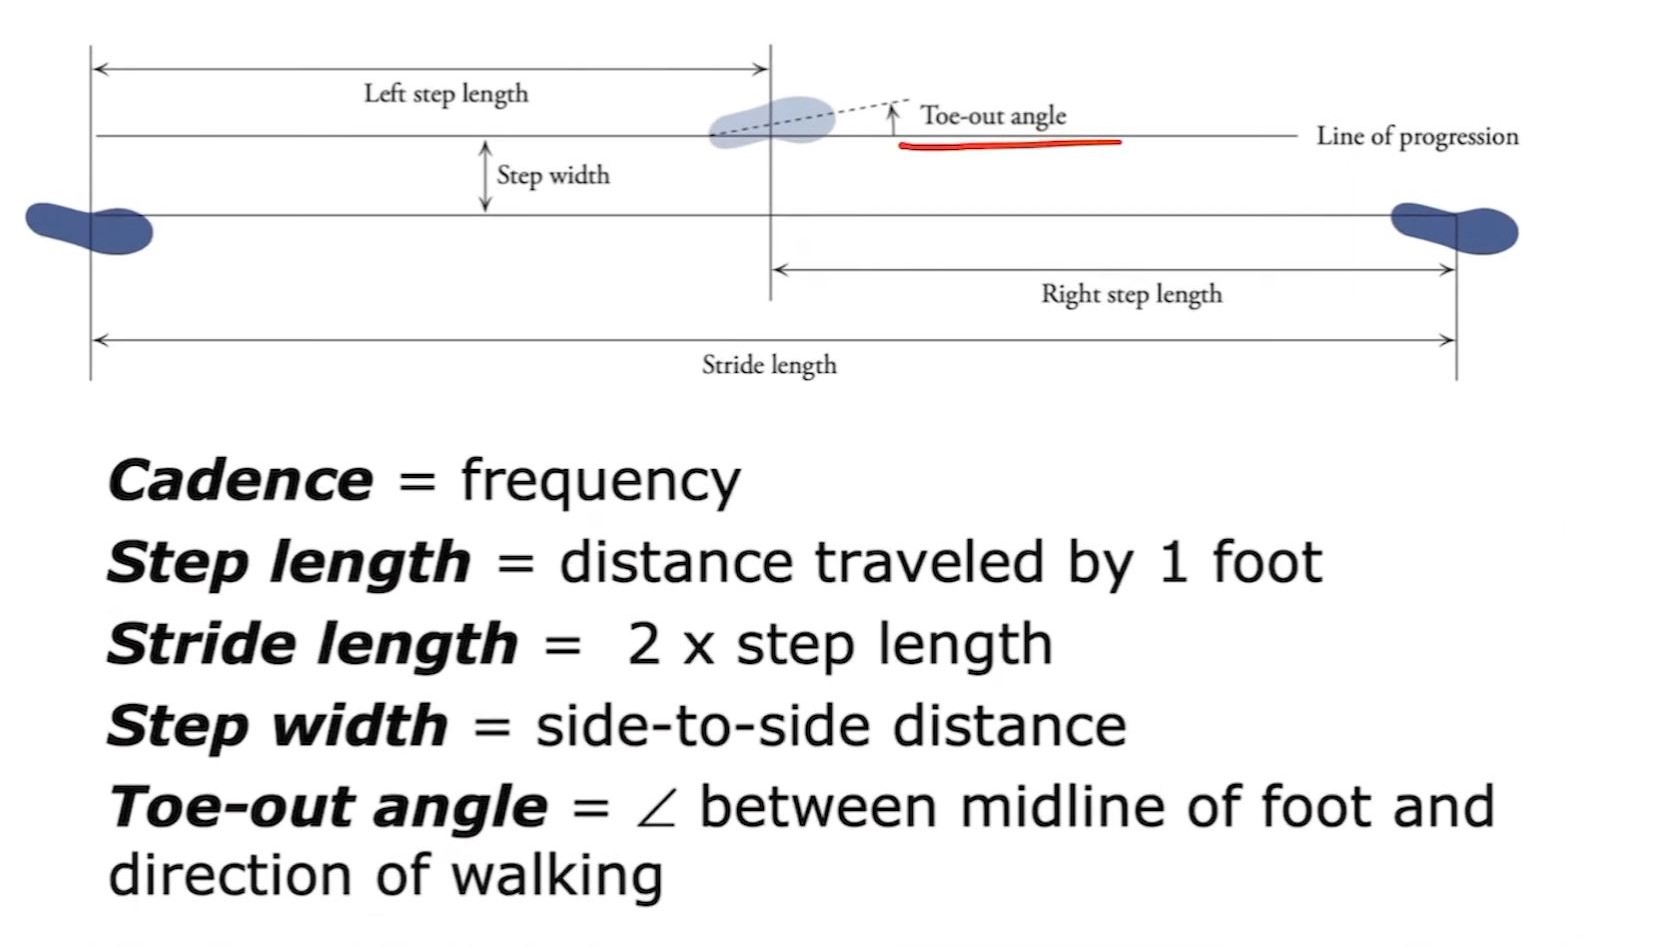 Left step length
Toe-out angle
Line of progression
Step width
Right step length
Stride length
Cadence = frequency
Step length = distance traveled by 1 foot
Stride length = 2 x step length
Step width = side-to-side distance
Toe-out angle = ∠ between midline of foot and
direction of walking